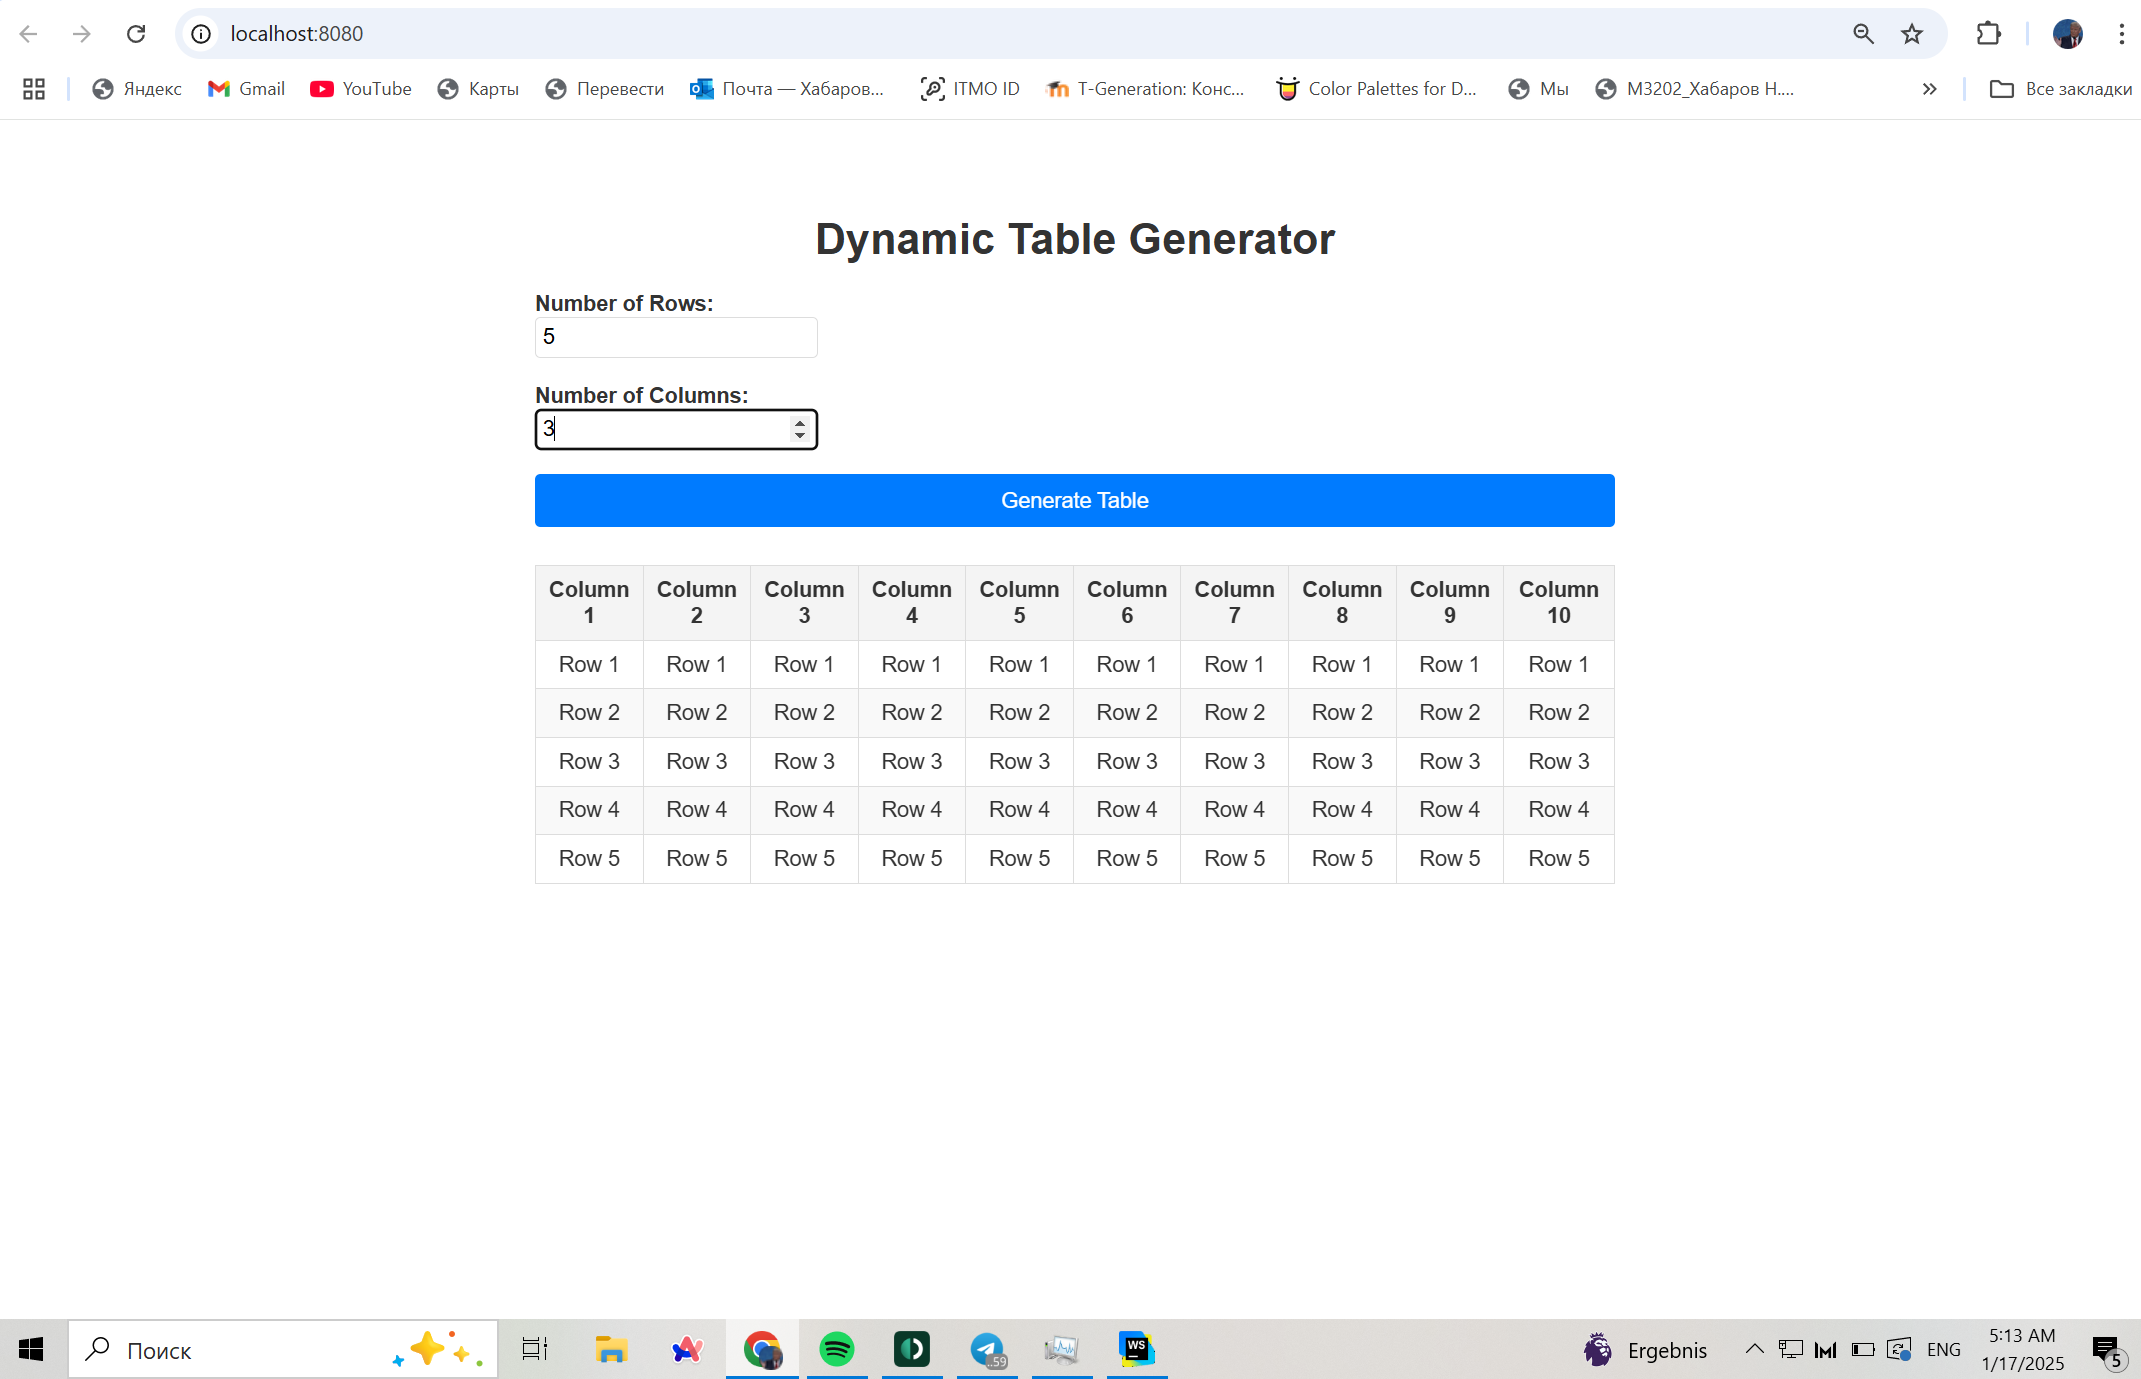 localhost:8080
Яндекс Gmail YouTube Карты Перевести Почта — Хабаров... ITMO ID T-Generation: Конс... Color Palettes for D... Мы М3202_Хабаров Н.... » Все закладки
Dynamic Table Generator
Number of Rows:
5
Number of Columns:
3
Generate Table
Column 1 Column 2 Column 3 Column 4 Column 5 Column 6 Column 7 Column 8 Column 9 Column 10
Row 1 Row 1 Row 1 Row 1 Row 1 Row 1 Row 1 Row 1 Row 1 Row 1
Row 2 Row 2 Row 2 Row 2 Row 2 Row 2 Row 2 Row 2 Row 2 Row 2
Row 3 Row 3 Row 3 Row 3 Row 3 Row 3 Row 3 Row 3 Row 3 Row 3
Row 4 Row 4 Row 4 Row 4 Row 4 Row 4 Row 4 Row 4 Row 4 Row 4
Row 5 Row 5 Row 5 Row 5 Row 5 Row 5 Row 5 Row 5 Row 5 Row 5
Поиск ..59 WS Ergebnis ENG 5:13 AM
1/17/2025 5